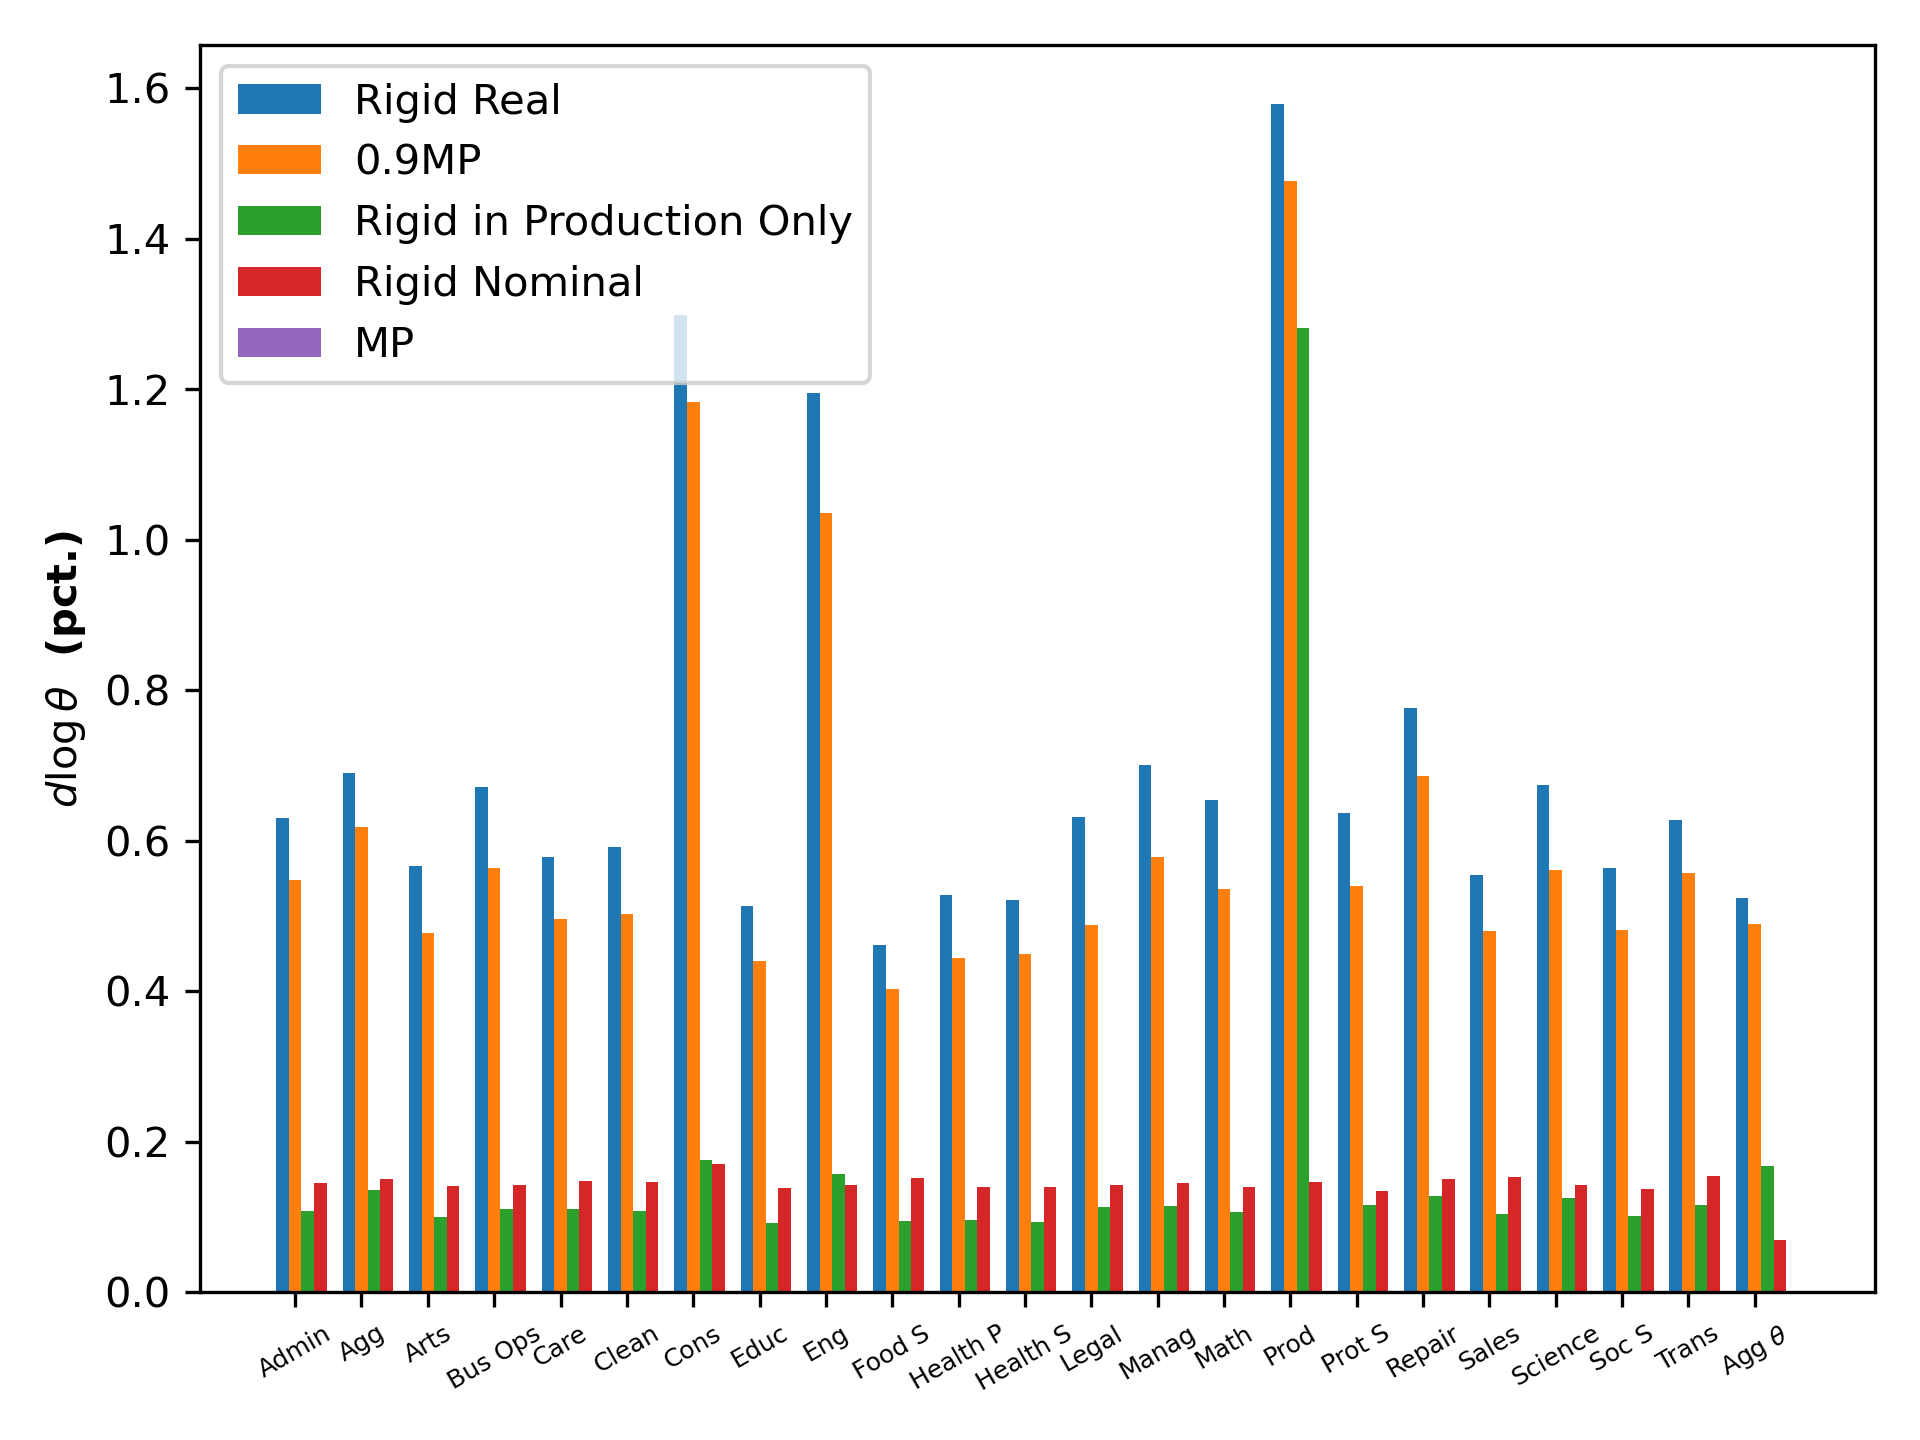 Rigid Real
0.9MP
Rigid in Production Only
Rigid Nominal
MP
1.6
1.4
1.2
1.0
0.8
0.6
0.4
0.2
0.0
dlogθ (pct.)
Admin
Agg
Arts
Bus Ops
Care
Clean
Cons
Educ
Eng
Food S
Health P
Health S
Legal
Manag
Math
Prod
Prot S
Repair
Sales
Science
Soc S
Trans
Agg θ